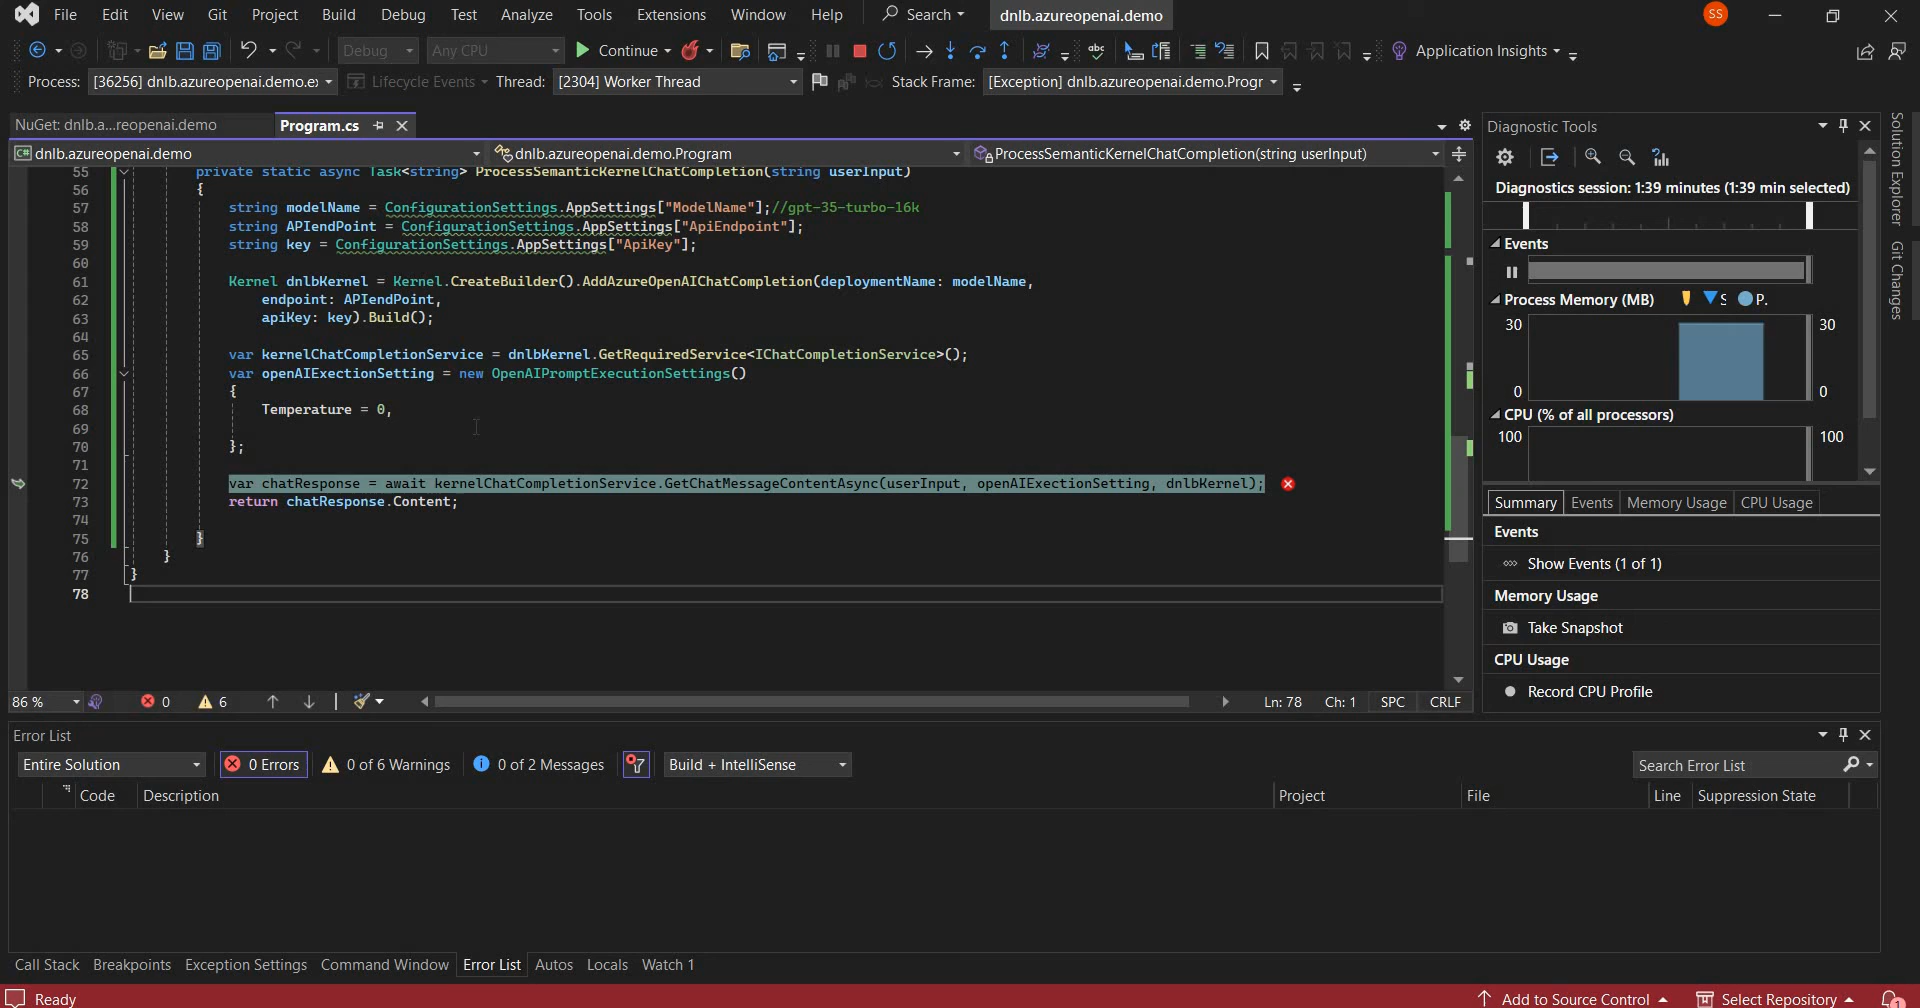 File Edit View Git Project Build Debug Test Analyze Tools Extensions Window Help Search dnlb.azureopenai.demo SS
Debug Any CPU Continue abc Application Insights
Process: [36256] dnlb.azureopenai.demo.ex Lifecycle Events Thread: [2304] Worker Thread Stack Frame: [Exception] dnlb.azureopenai.demo.Progr
NuGet: dnlb.a...reopenai.demo Program.cs
C# dnlb.azureopenai.demo dnlb.azureopenai.demo.Program ProcessSemanticKernelChatCompletion(string userInput)
55 private static async Task<string> ProcessSemanticKernelChatCompletion(string userInput)
56 {
57 string modelName = ConfigurationSettings.AppSettings["ModelName"];//gpt-35-turbo-16k
58 string APIendPoint = ConfigurationSettings.AppSettings["ApiEndpoint"];
59 string key = ConfigurationSettings.AppSettings["ApiKey"];
60
61 Kernel dnlbKernel = Kernel.CreateBuilder().AddAzureOpenAIChatCompletion(deploymentName: modelName,
62 endpoint: APIendPoint,
63 apiKey: key).Build();
64
65 var kernelChatCompletionService = dnlbKernel.GetRequiredService<IChatCompletionService>();
66 var openAIExectionSetting = new OpenAIPromptExecutionSettings()
67 {
68 Temperature = 0,
69
70 };
71
72 var chatResponse = await kernelChatCompletionService.GetChatMessageContentAsync(userInput, openAIExectionSetting, dnlbKernel);
73 return chatResponse.Content;
74
75 }
76 }
77 }
78
86 % 0 6 Ln: 78 Ch: 1 SPC CRLF
Diagnostic Tools
Diagnostics session: 1:39 minutes (1:39 min selected)
Events
Process Memory (MB) S P.
30 30
0 0
CPU (% of all processors)
100 100
Summary Events Memory Usage CPU Usage
Events
Show Events (1 of 1)
Memory Usage
Take Snapshot
CPU Usage
Record CPU Profile
Solution Explorer
Git Changes
Error List
Entire Solution 0 Errors 0 of 6 Warnings 0 of 2 Messages Build + IntelliSense Search Error List
Code Description Project File Line Suppression State
Call Stack Breakpoints Exception Settings Command Window Error List Autos Locals Watch 1
Ready Add to Source Control Select Repository 1